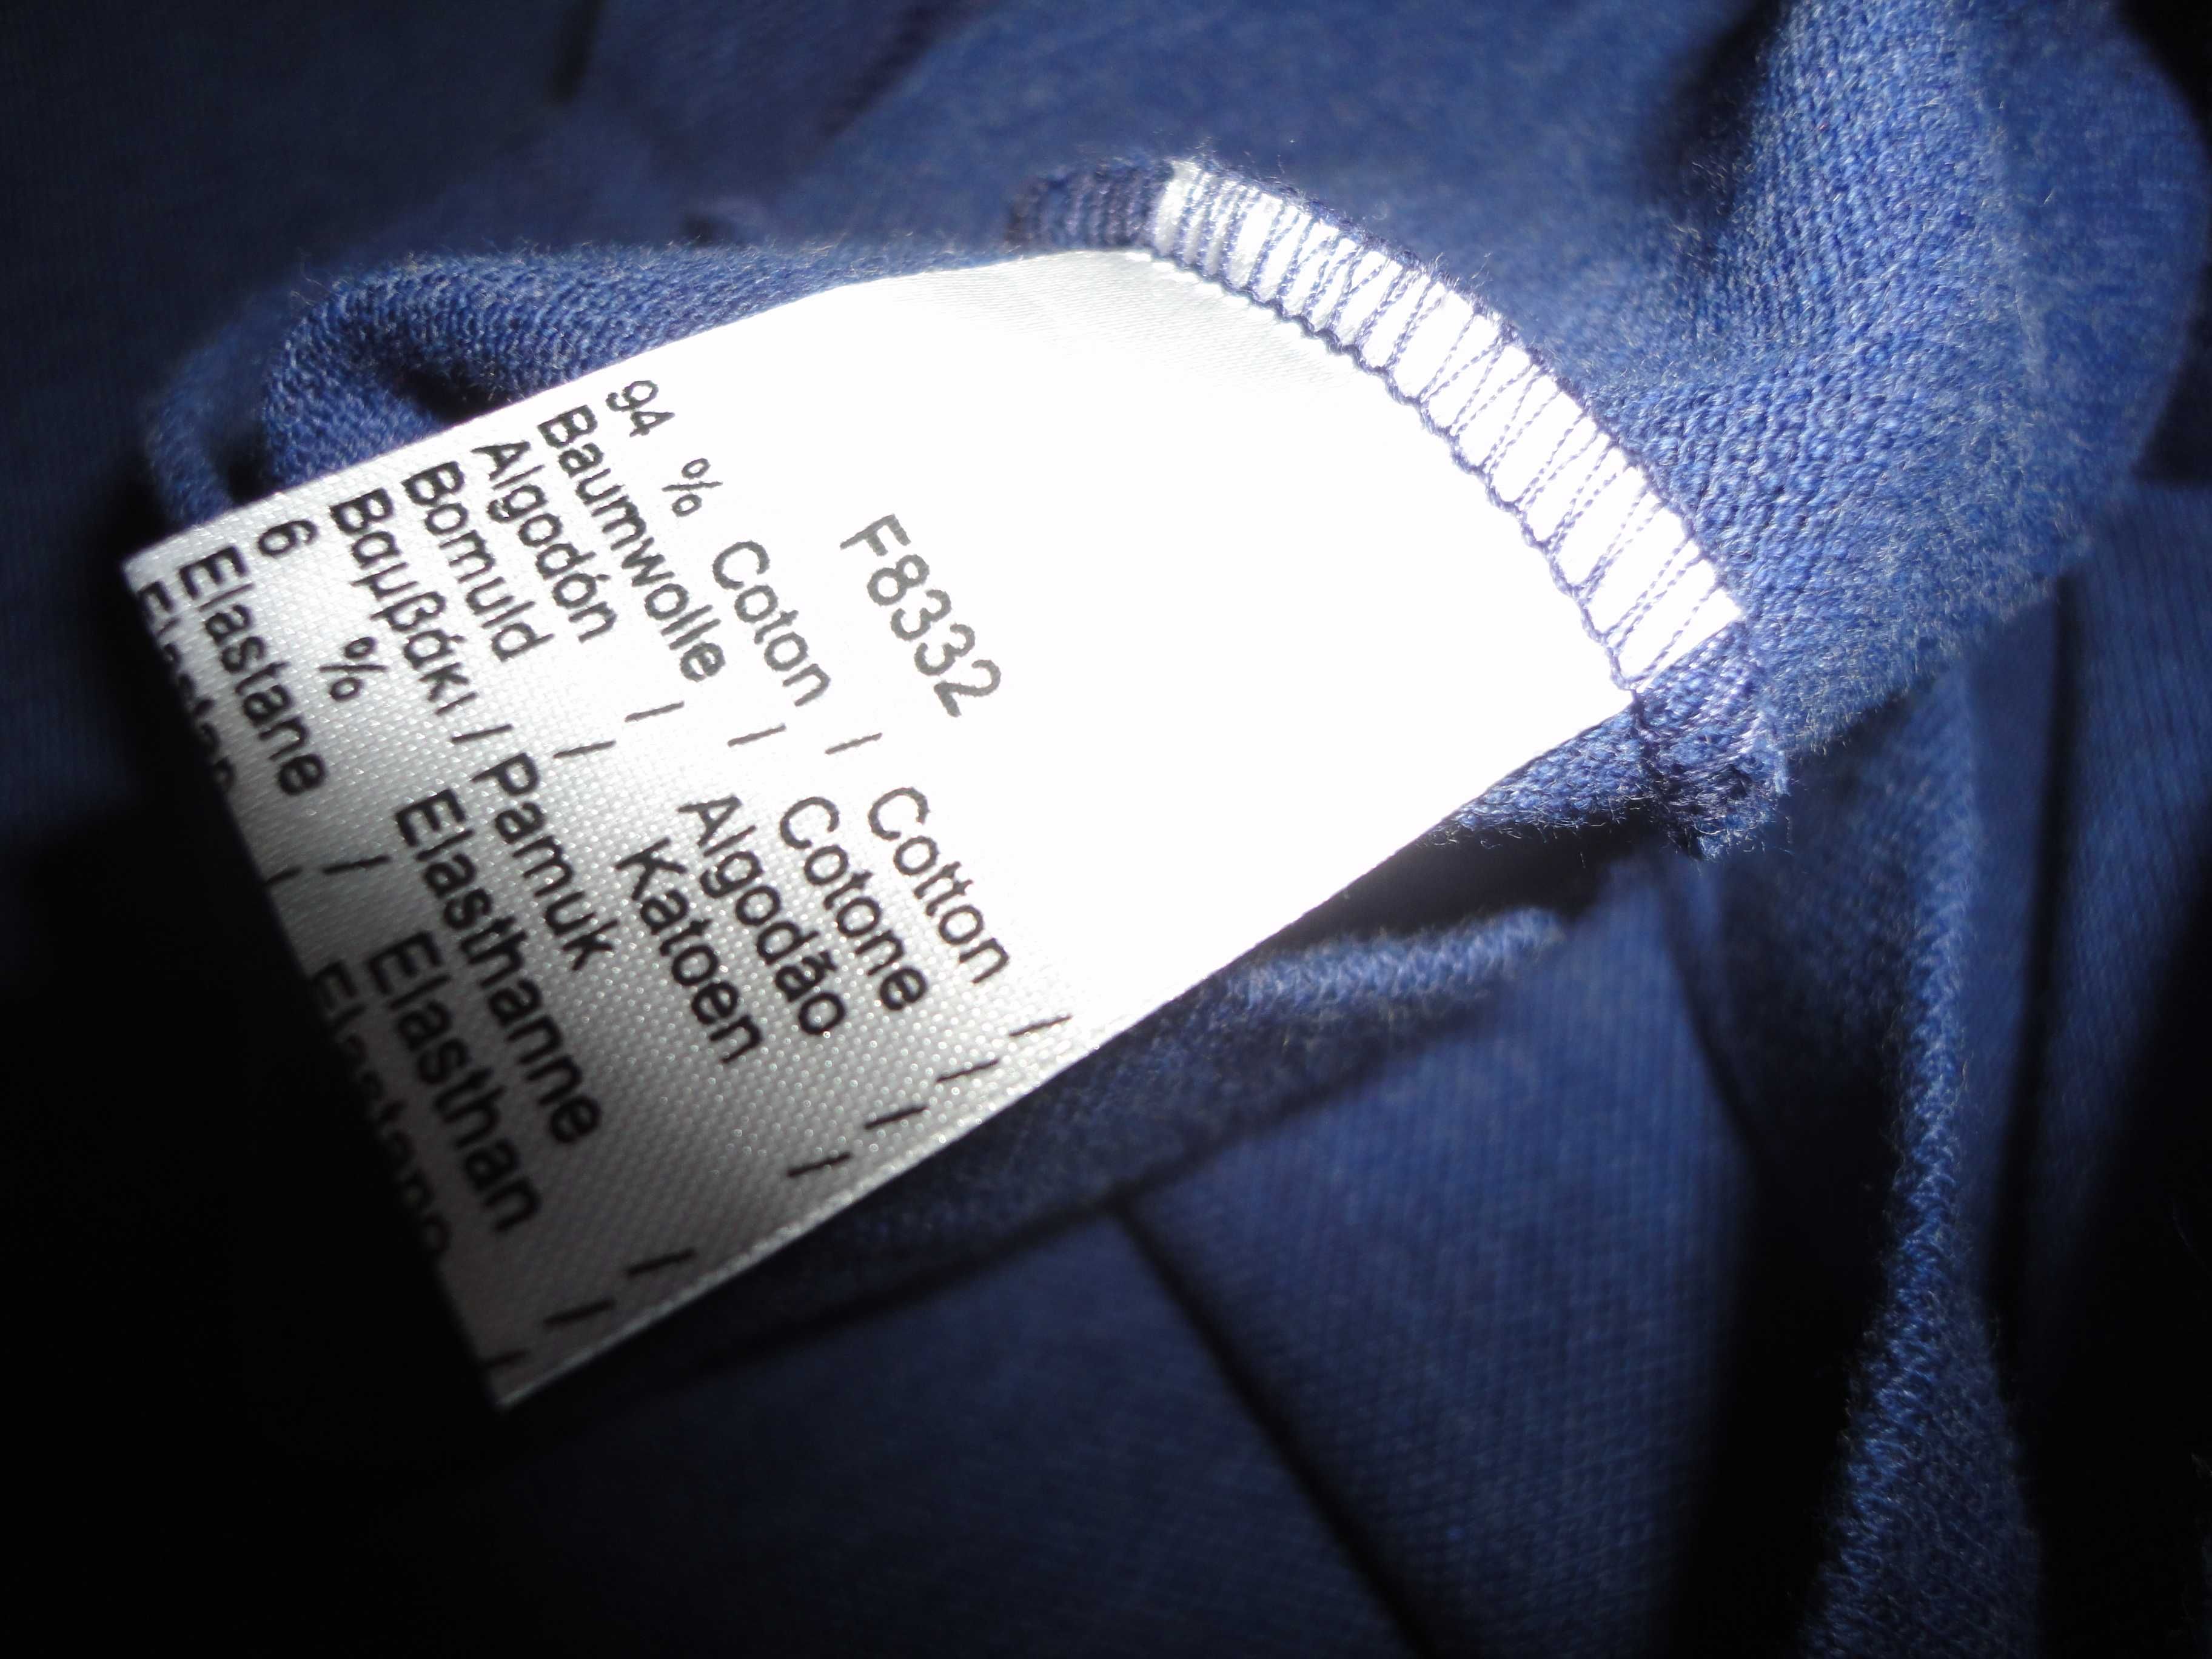 F8332
94 % Coton / Cotton /
Baumwolle / Cotone /
Algodón / Algodão /
Bomuld / Katoen /
Βαμβάκι / Pamuk
6 % Elasthanne /
Elastane / Elasthan /